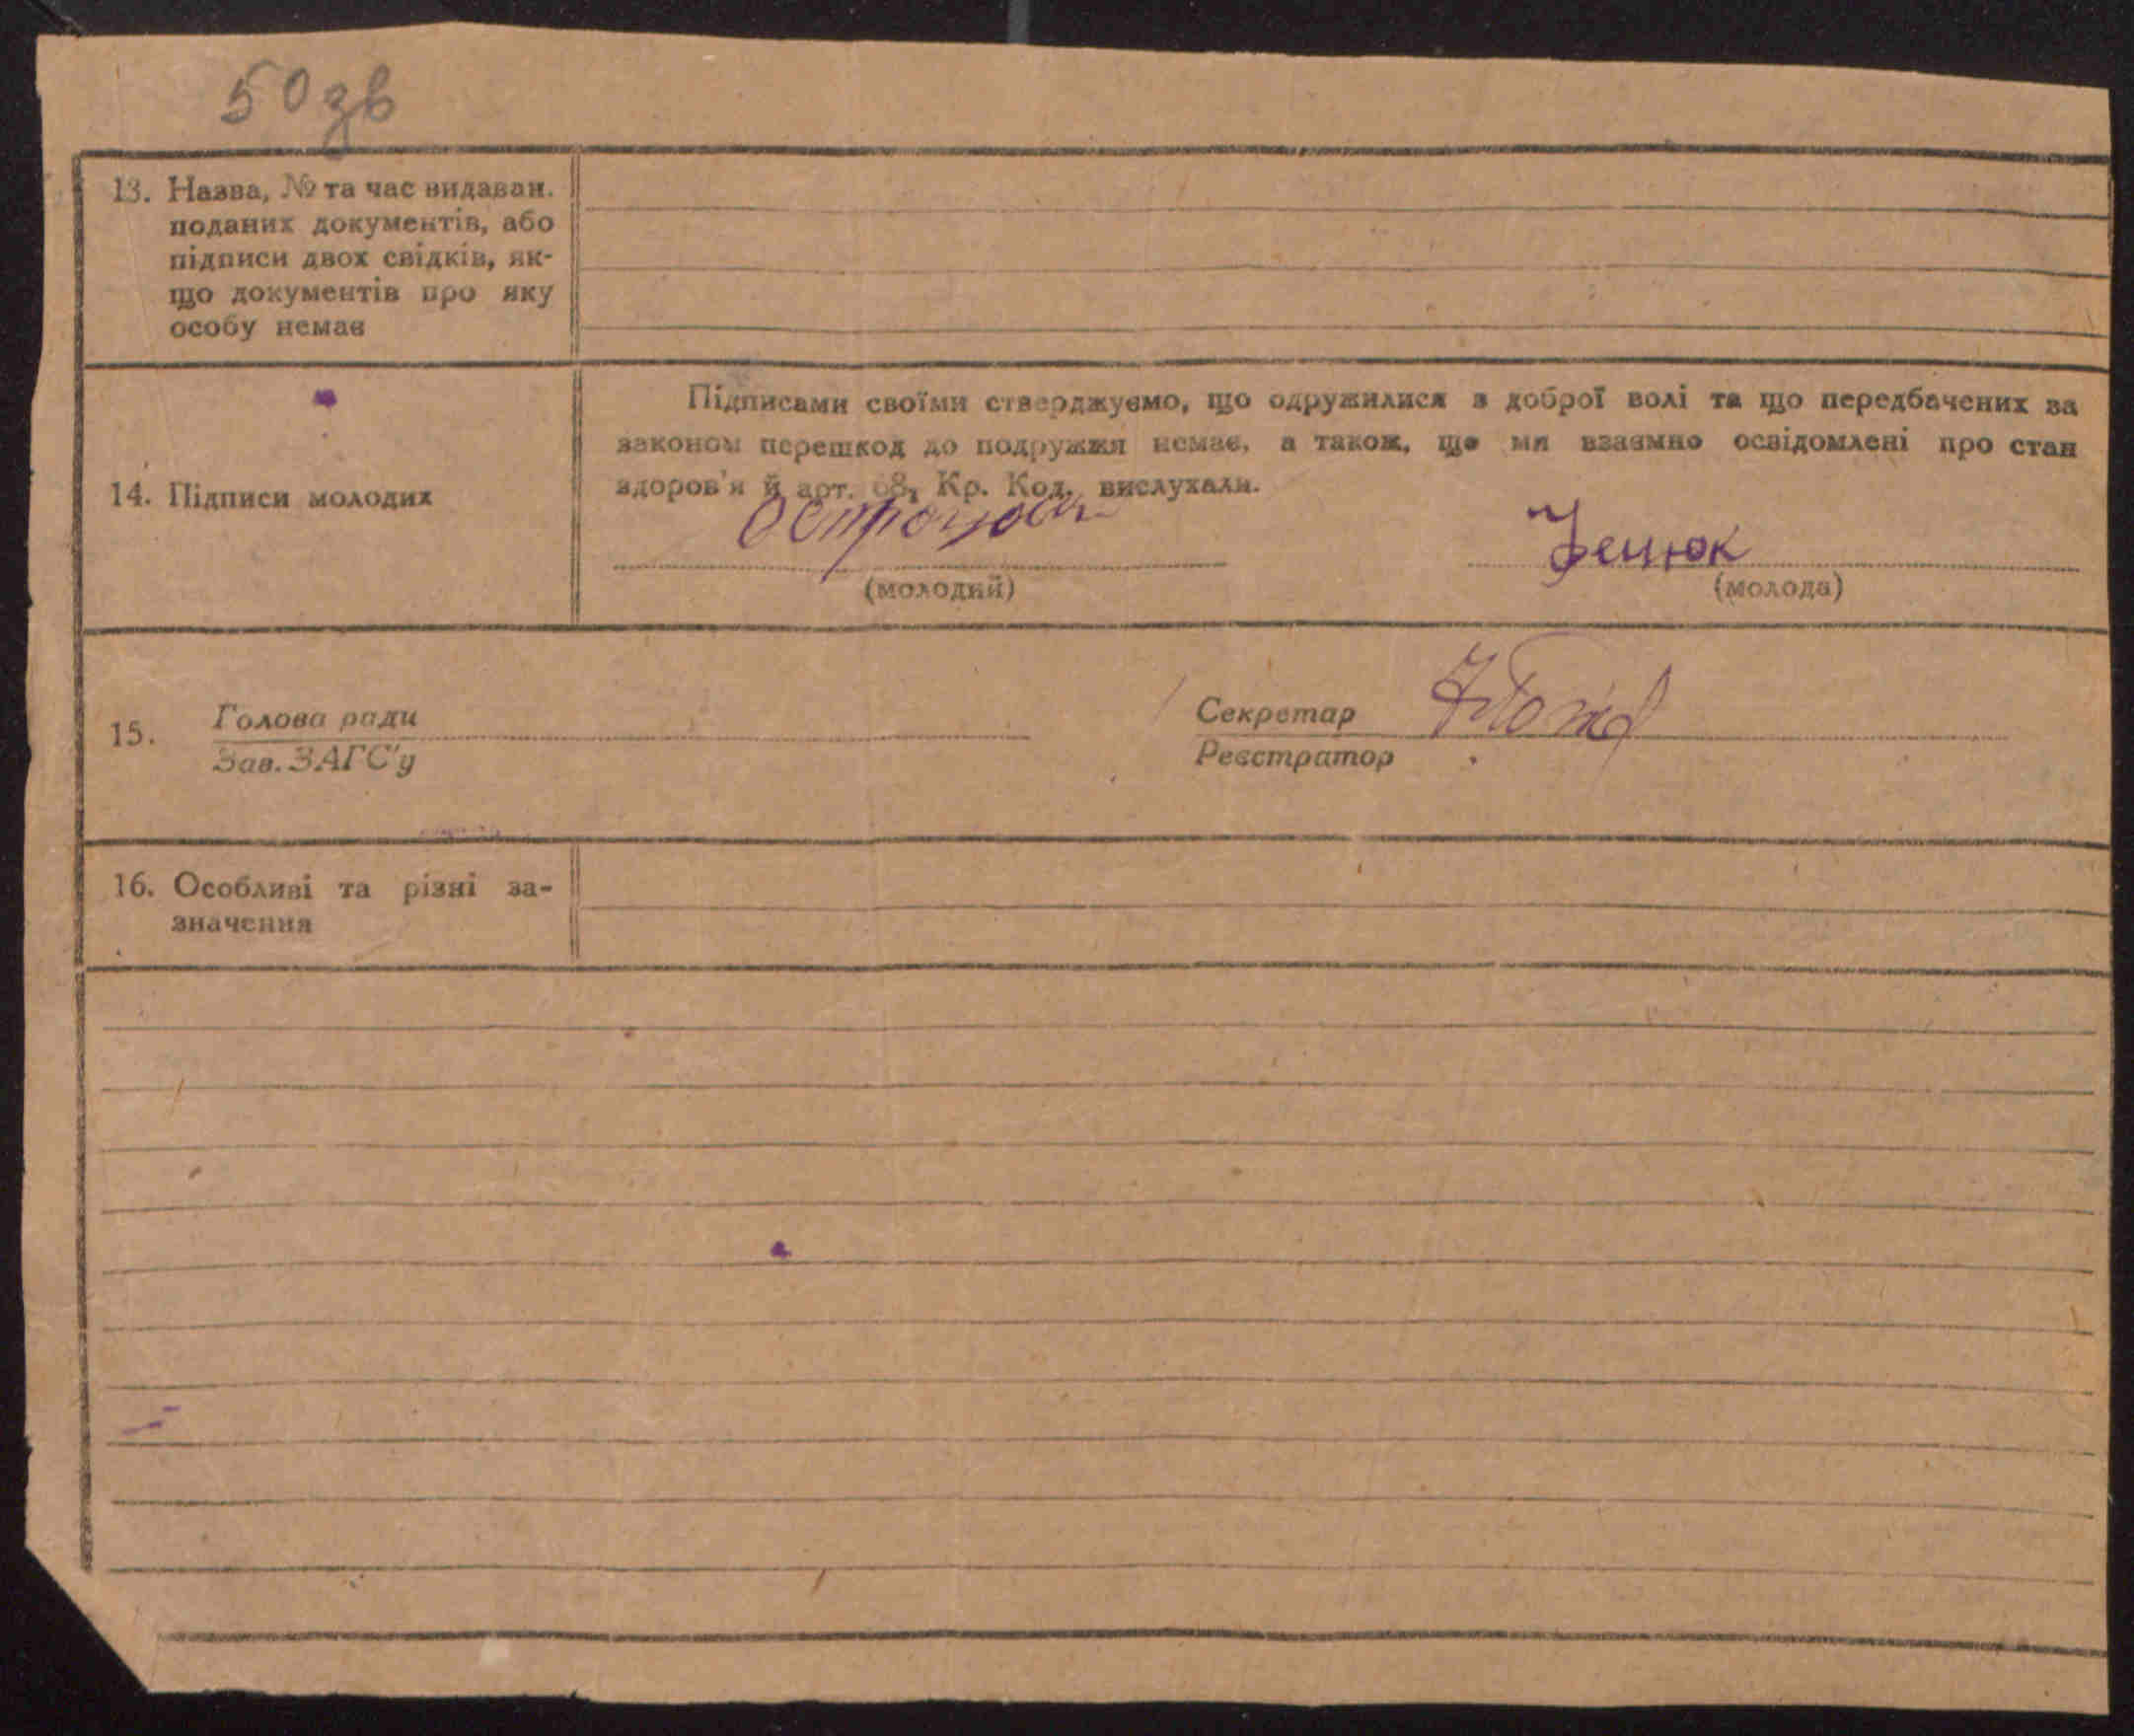 50зв
13. Назва, № та час видаван.
поданих документів, або
підписи двох свідків, як-
що документів про яку
особу немає
Підписами своїми стверджуємо, що одружилися з доброї волі та що передбачених за
законом перешкод до подружжя немає, а також, що ми взаємно освідомлені про стан
здоров'я й арт. 68, Кр. Код. вислухали.
14. Підписи молодих
(молодий)
(молода)
15.
Голова ради
Зав. ЗАГС'у
Секретар
Реєстратор
16. Особливі та різні за-
значення